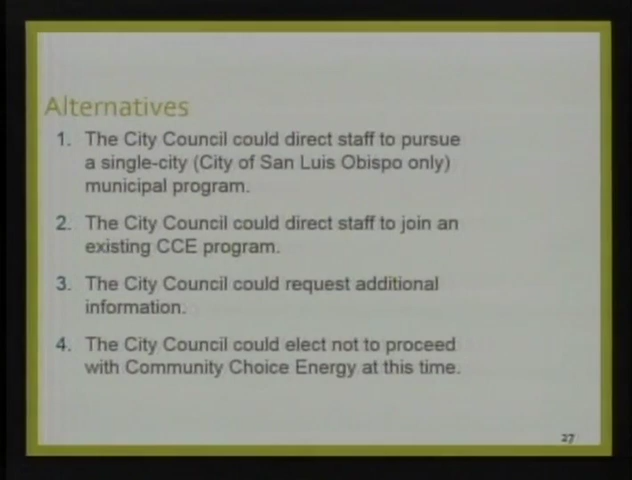 Alternatives
1. The City Council could direct staff to pursue
a single-city (City of San Luis Obispo only)
municipal program.
2. The City Council could direct staff to join an
existing CCE program.
3. The City Council could request additional
information.
4. The City Council could elect not to proceed
with Community Choice Energy at this time.
27